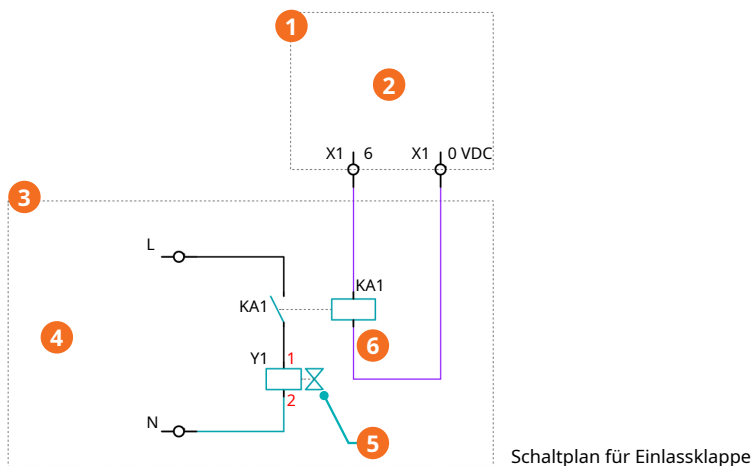 1
2
X1 6 X1 0 VDC
3
L
KA1
KA1
4
6
Y1 1
2
N
5
Schaltplan für Einlassklappe